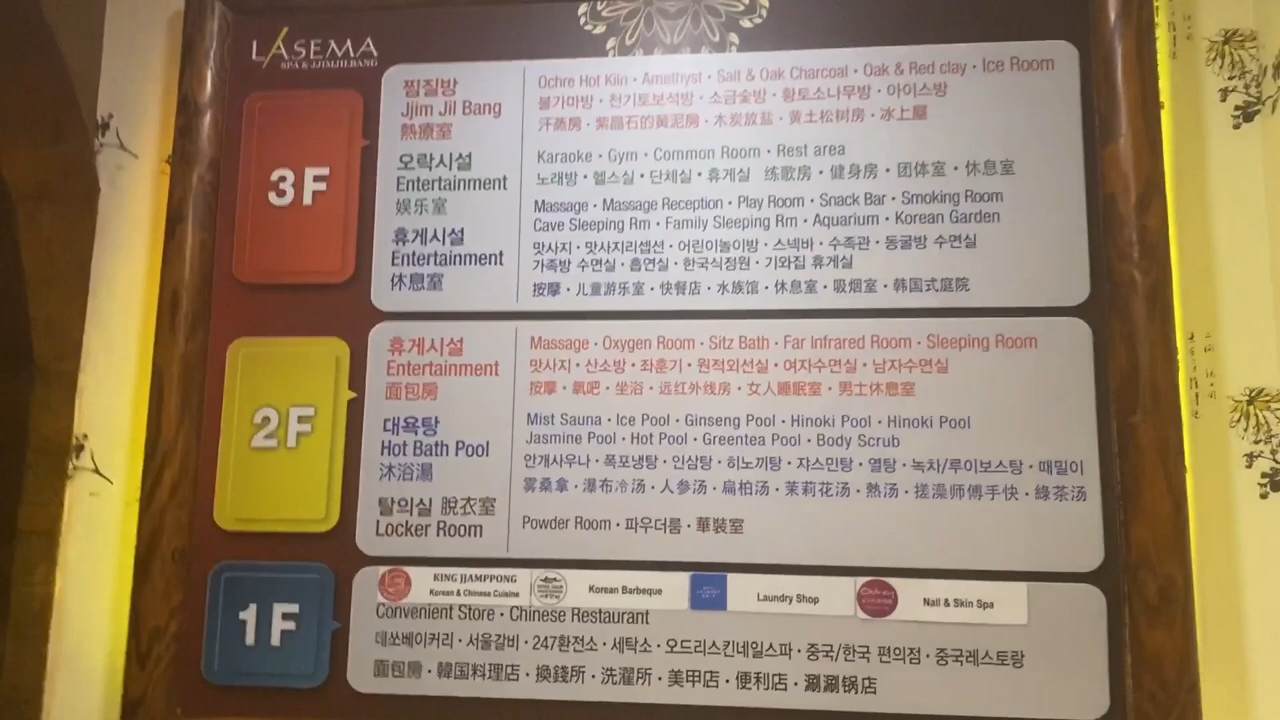 LASEMA
SPA & JJIMJILBANG
3F
찜질방
Jjim Jil Bang
熱療室
Ochre Hot Kiln · Amethyst · Salt & Oak Charcoal · Oak & Red clay · Ice Room
불가마방 · 천기토보석방 · 소금숯방 · 황토소나무방 · 아이스방
汗蒸房 · 紫晶石的黄泥房 · 木炭放盐 · 黄土松树房 · 冰上屋
오락시설
Entertainment
娱乐室
Karaoke · Gym · Common Room · Rest area
노래방 · 헬스실 · 단체실 · 휴게실 练歌房 · 健身房 · 团体室 · 休息室
휴게시설
Entertainment
休息室
Massage · Massage Reception · Play Room · Snack Bar · Smoking Room
Cave Sleeping Rm · Family Sleeping Rm · Aquarium · Korean Garden
맛사지 · 맛사지리셉션 · 어린이놀이방 · 스넥바 · 수족관 · 동굴방 수면실
가족방 수면실 · 흡연실 · 한국식정원 · 기와집 휴게실
按摩 · 儿童游乐室 · 快餐店 · 水族馆 · 休息室 · 吸烟室 · 韩国式庭院
2F
휴게시설
Entertainment
面包房
Massage · Oxygen Room · Sitz Bath · Far Infrared Room · Sleeping Room
맛사지 · 산소방 · 좌훈기 · 원적외선실 · 여자수면실 · 남자수면실
按摩 · 氧吧 · 坐浴 · 远红外线房 · 女人睡眠室 · 男士休息室
대욕탕
Hot Bath Pool
沐浴湯
Mist Sauna · Ice Pool · Ginseng Pool · Hinoki Pool · Hinoki Pool
Jasmine Pool · Hot Pool · Greentea Pool · Body Scrub
안개사우나 · 폭포냉탕 · 인삼탕 · 히노끼탕 · 쟈스민탕 · 열탕 · 녹차/루이보스탕 · 때밀이
雾桑拿 · 瀑布冷汤 · 人参汤 · 扁柏汤 · 茉莉花汤 · 熱汤 · 搓澡师傅手快 · 綠茶汤
탈의실 脫衣室
Locker Room
Powder Room · 파우더룸 · 華裝室
1F
KING JJAMPPONG
Korean & Chinese Cuisine
Korean Barbeque
Laundry Shop
Nail & Skin Spa
Convenient Store · Chinese Restaurant
데쏘베이커리 · 서울갈비 · 247환전소 · 세탁소 · 오드리스킨네일스파 · 중국/한국 편의점 · 중국레스토랑
面包房 · 韓国料理店 · 換錢所 · 洗濯所 · 美甲店 · 便利店 · 涮涮锅店